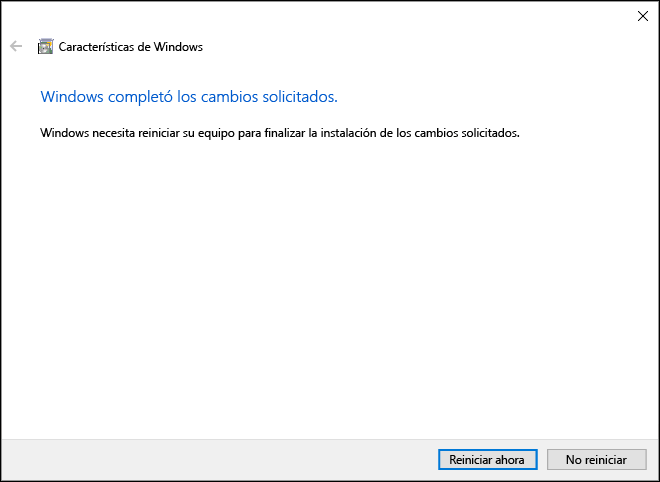 Características de Windows
Windows completó los cambios solicitados.
Windows necesita reiniciar su equipo para finalizar la instalación de los cambios solicitados.
Reiniciar ahora
No reiniciar